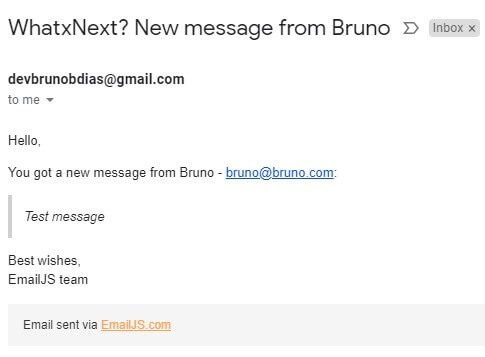 WhatxNext? New message from Bruno Inbox x
devbrunobdias@gmail.com
to me
Hello,
You got a new message from Bruno - bruno@bruno.com:
Test message
Best wishes,
EmailJS team
Email sent via EmailJS.com